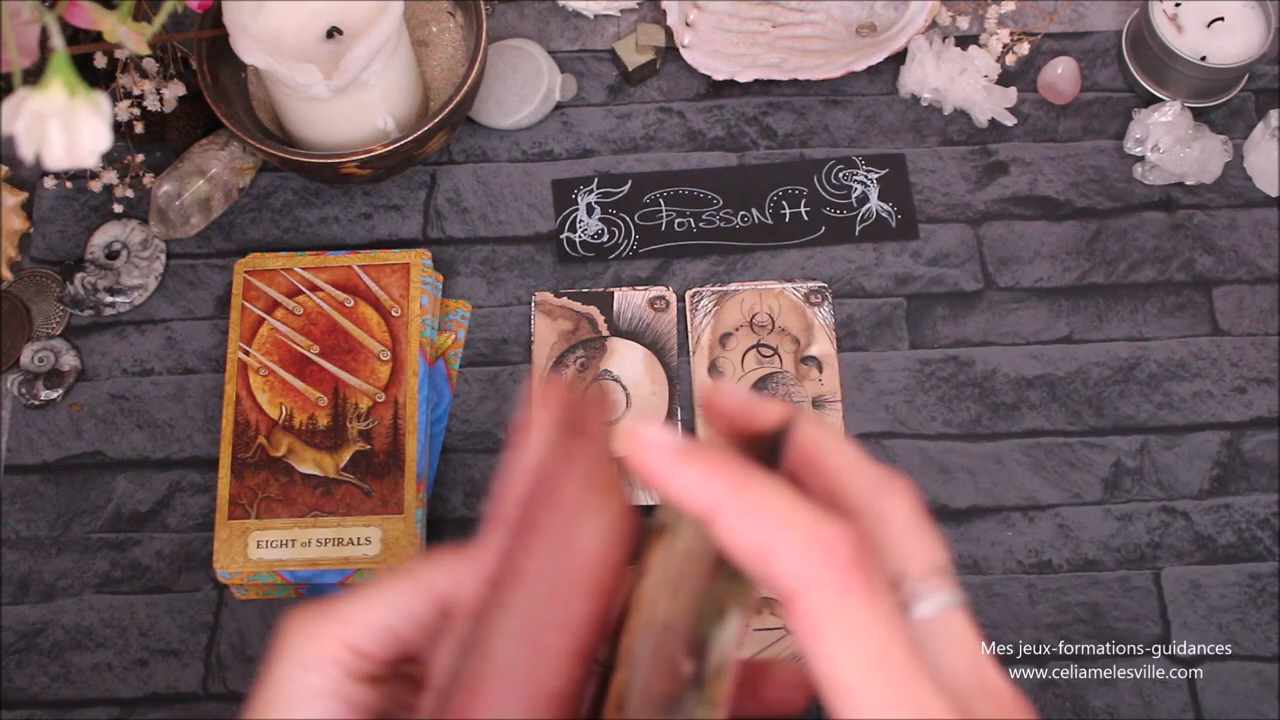 PoissoN H
EIGHT of SPIRALS
Mes jeux-formations-guidances
www.celiamelesville.com